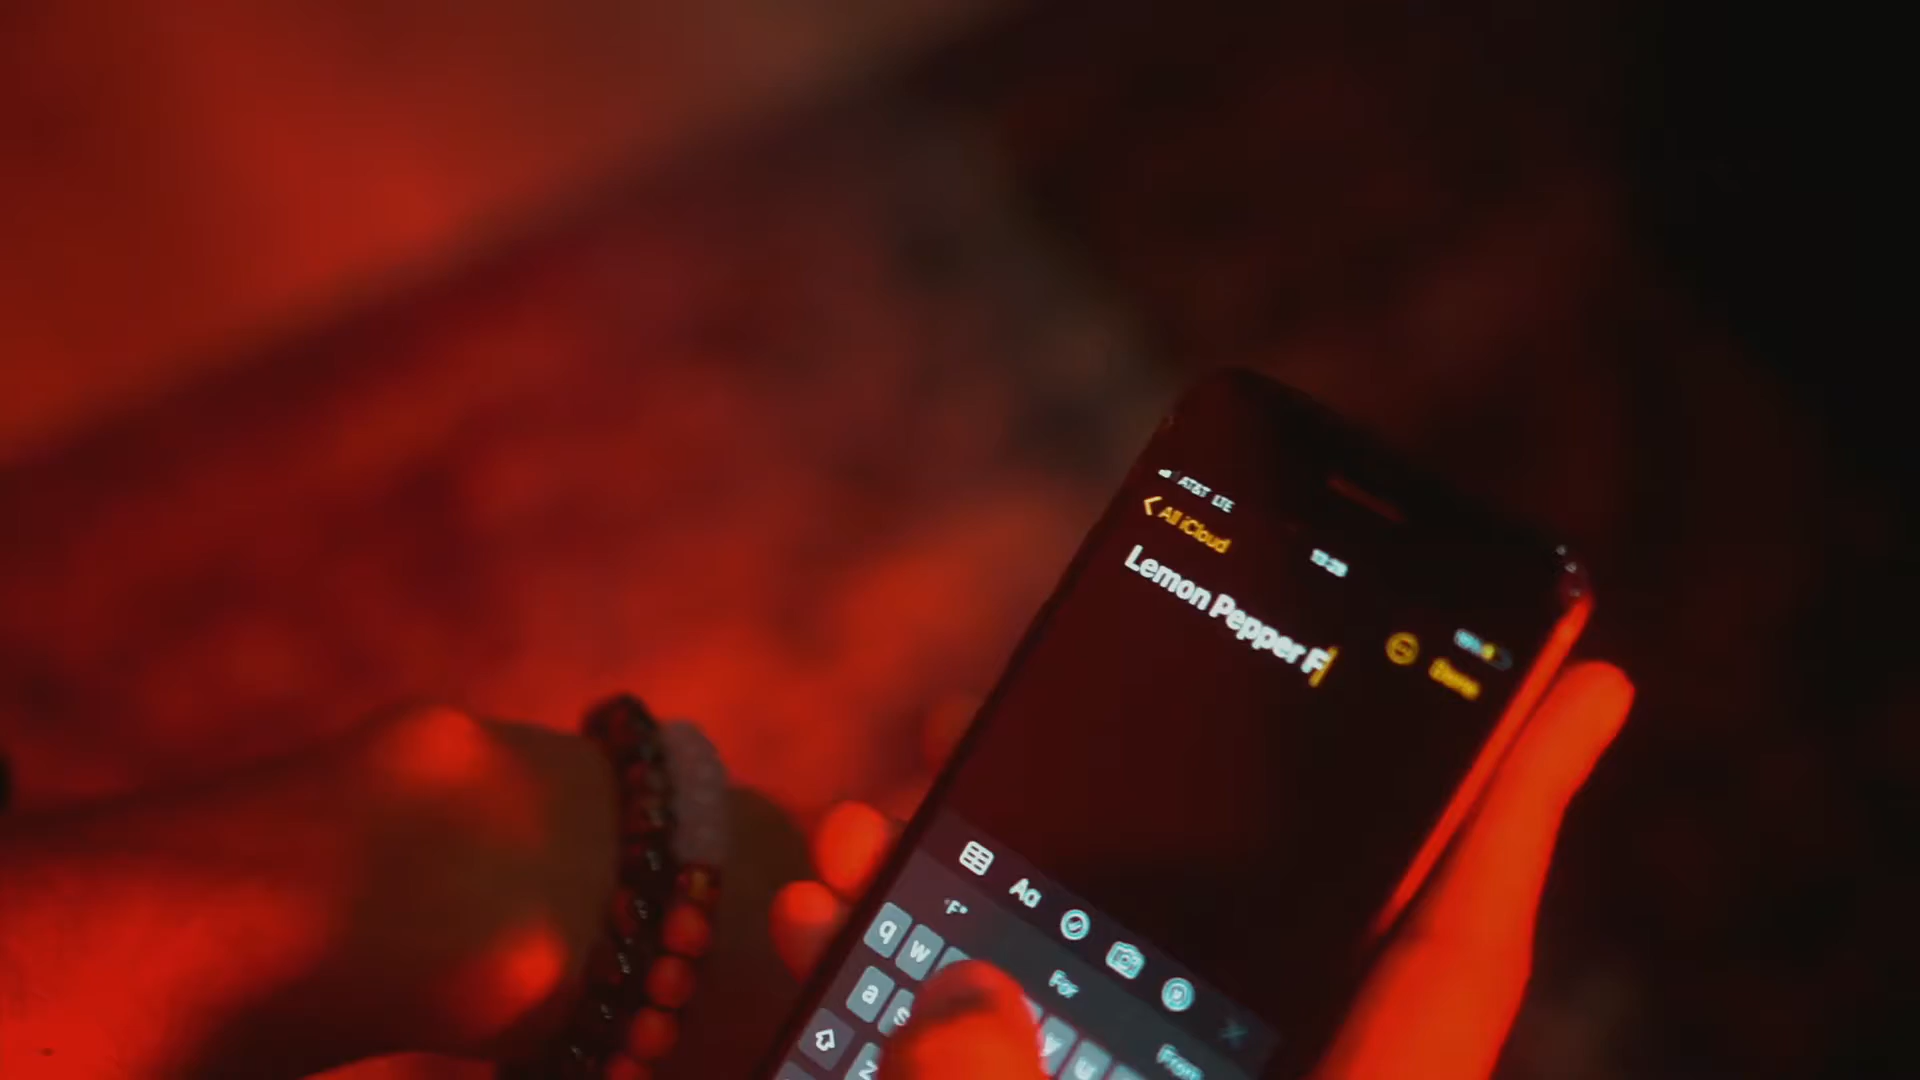 AT&T LTE
All iCloud
Lemon Pepper F
Done
Aa
"F"
For
From
q w
a s
y u
z